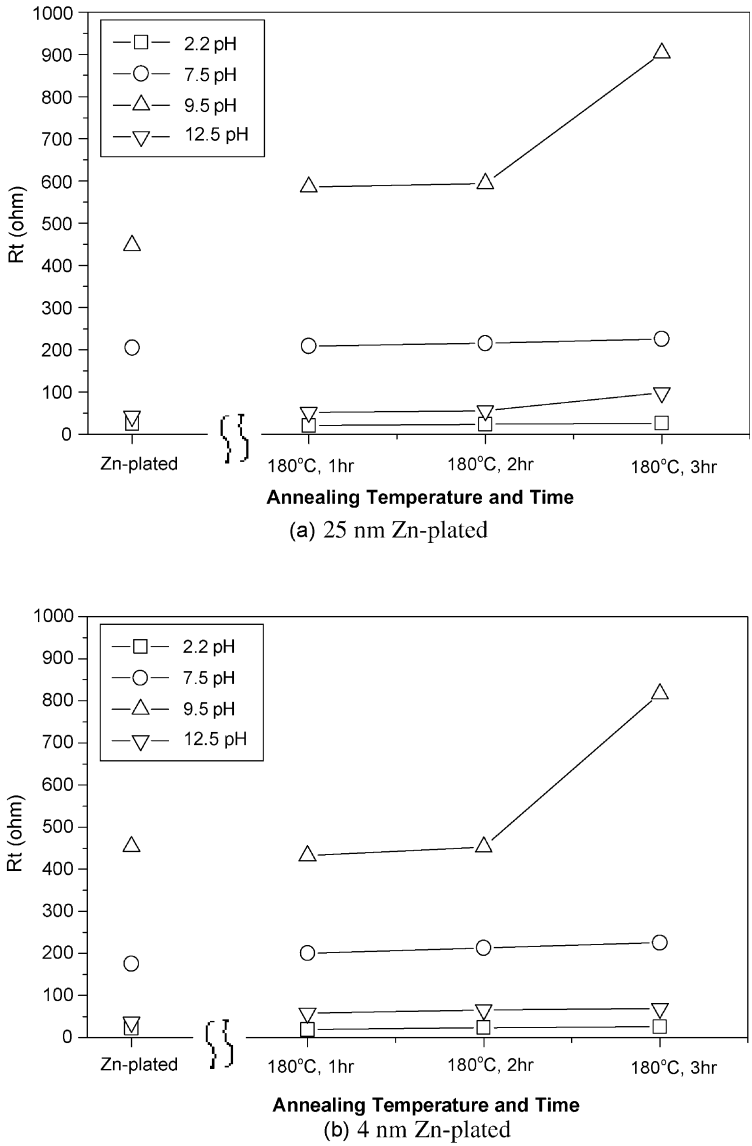 1000
900
800
700
600
500
400
300
200
100
0
Rt (ohm)
2.2 pH
7.5 pH
9.5 pH
12.5 pH
Zn-plated
180°C, 1hr
180°C, 2hr
180°C, 3hr
Annealing Temperature and Time
(a) 25 nm Zn-plated
1000
900
800
700
600
500
400
300
200
100
0
Rt (ohm)
2.2 pH
7.5 pH
9.5 pH
12.5 pH
Zn-plated
180°C, 1hr
180°C, 2hr
180°C, 3hr
Annealing Temperature and Time
(b) 4 nm Zn-plated